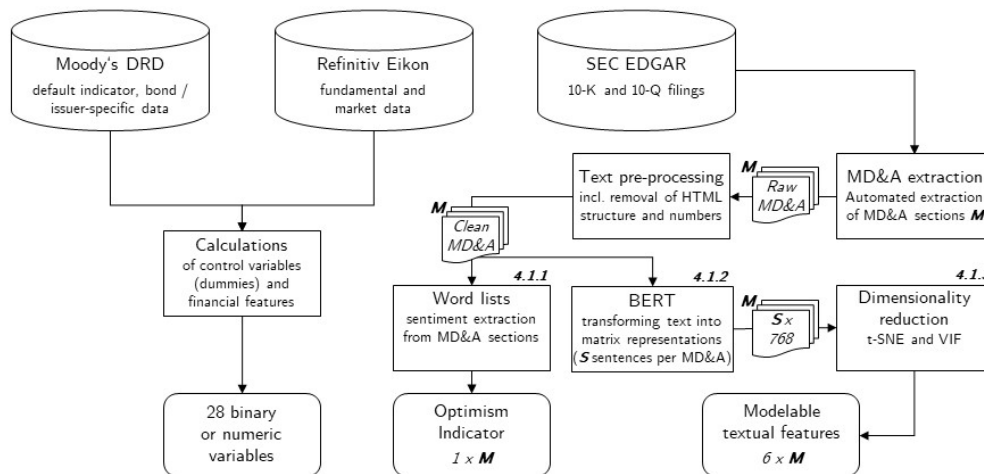 Moody's DRD
default indicator, bond /
issuer-specific data
Refinitiv Eikon
fundamental and
market data
SEC EDGAR
10-K and 10-Q filings
Text pre-processing
incl. removal of HTML
structure and numbers
M
Raw
MD&A
MD&A extraction
Automated extraction
of MD&A sections M
M
Clean
MD&A
Calculations
of control variables
(dummies) and
financial features
4.1.1
Word lists
sentiment extraction
from MD&A sections
4.1.2
BERT
transforming text into
matrix representations
(S sentences per MD&A)
M
S x
768
4.1.3
Dimensionality
reduction
t-SNE and VIF
28 binary
or numeric
variables
Optimism
Indicator
1 x M
Modelable
textual features
6 x M